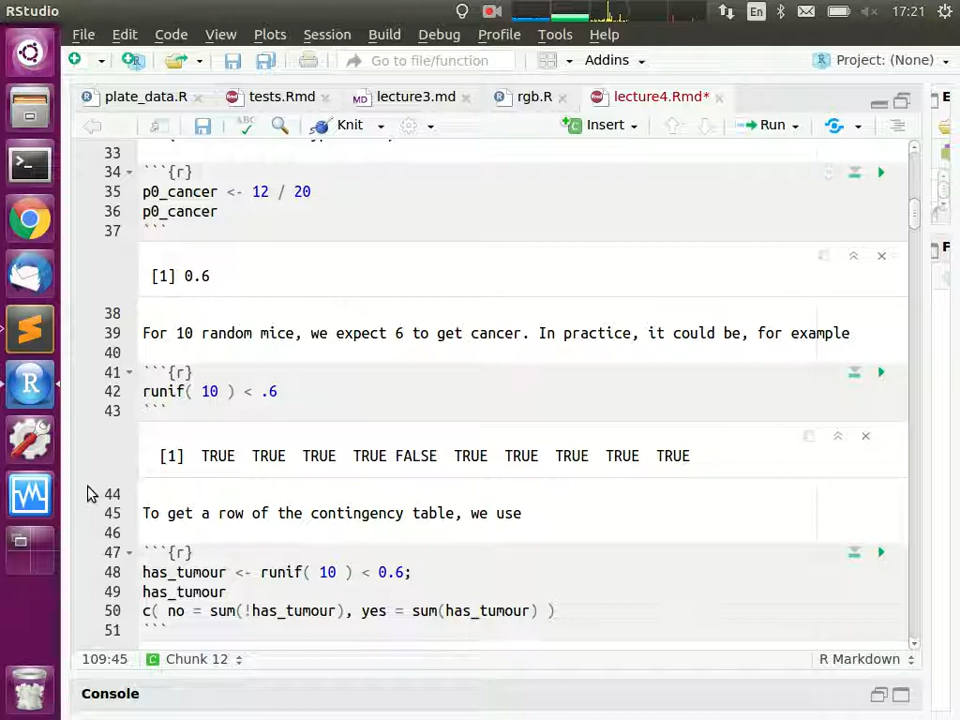 RStudio
En
17:21
File Edit Code View Plots Session Build Debug Profile Tools Help
Go to file/function
Addins
Project: (None)
plate_data.R
tests.Rmd
lecture3.md
rgb.R
lecture4.Rmd*
ABC
Knit
Insert
Run
33
34 ```{r}
35 p0_cancer <- 12 / 20
36 p0_cancer
37 ```
[1] 0.6
38
39 For 10 random mice, we expect 6 to get cancer. In practice, it could be, for example
40
41 ```{r}
42 runif( 10 ) < .6
43 ```
[1] TRUE TRUE TRUE TRUE FALSE TRUE TRUE TRUE TRUE TRUE
44
45 To get a row of the contingency table, we use
46
47 ```{r}
48 has_tumour <- runif( 10 ) < 0.6;
49 has_tumour
50 c( no = sum(!has_tumour), yes = sum(has_tumour) )
51 ```
109:45
Chunk 12
R Markdown
Console